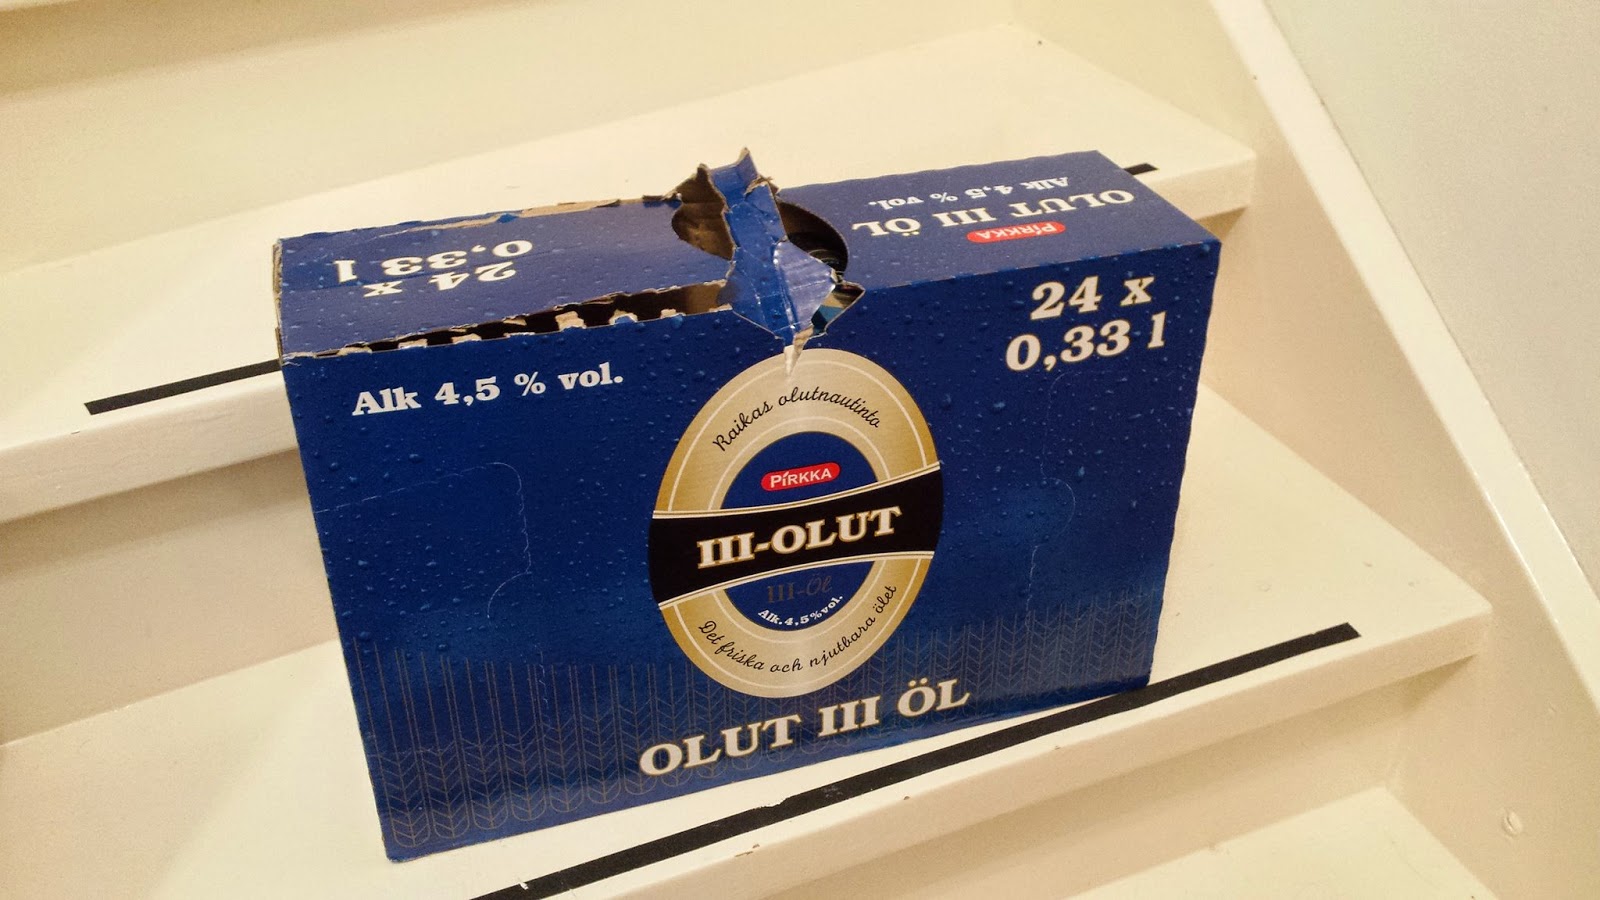 24 x
0,33 l
OLUT III ÖL
Alk 4,5 % vol.
PIRKKA
Alk 4,5 % vol.
24 x
0,33 l
Raikas olutnautinto
PIRKKA
III-OLUT
III-Öl
Alk. 4,5% vol.
Det friska och njutbara ölet
OLUT III ÖL